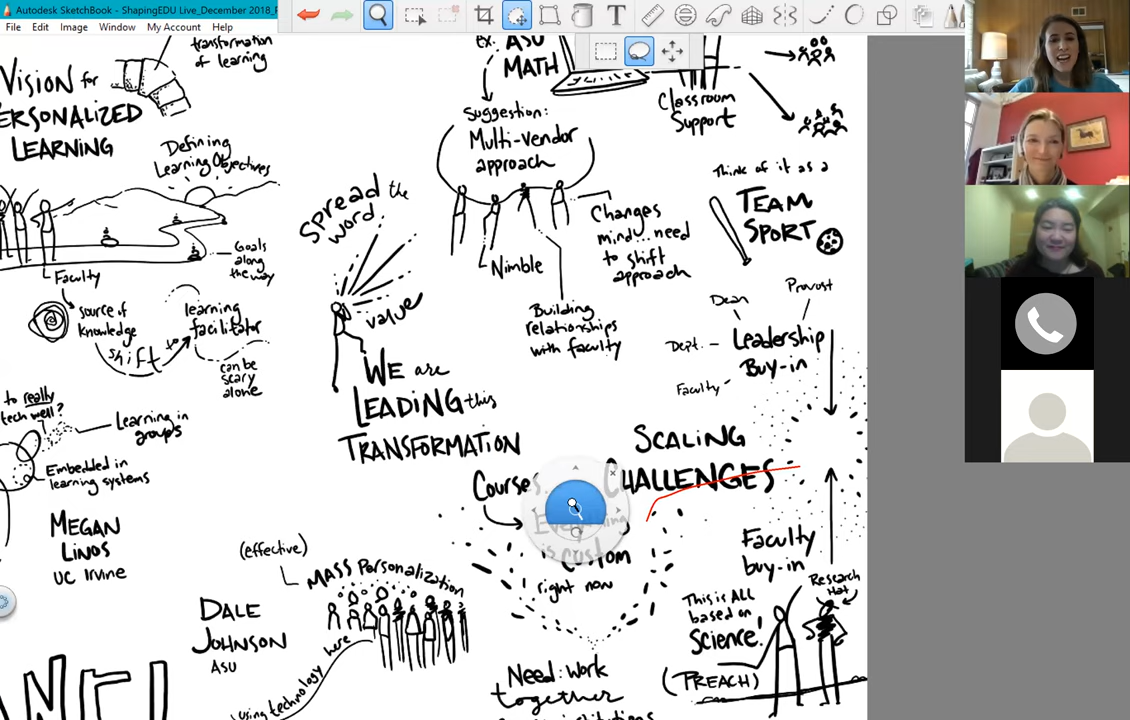 Autodesk SketchBook - ShapingEDU Live_December 2018_
File Edit Image Window My Account Help
transformation
of learning
VISION for
PERSONALIZED
LEARNING
Defining
Learning Objectives
Goals
along
the way
Faculty
source of
knowledge
shift
learning
facilitator
can be
scary
alone
to really
tech well?
Learning in
groups
Embedded in
learning systems
MEGAN
LINOS
UC Irvine
ex:
ASU
MATH
Suggestion:
Multi-vendor
approach
Spread the
word
value
Nimble
Changes
mind...need
to shift
approach
Building
relationships
with faculty
WE are
LEADING this
TRANSFORMATION
Classroom
Support
Think of it as a
TEAM
SPORT
Provost
Dean
Dept.
Faculty
Leadership
Buy-in
SCALING
CHALLENGES
Courses
Everything
is custom
right now
Faculty
buy-in
Research
Hat
This is ALL
based on
Science!
(PREACH)
(effective)
MASS Personalization
DALE
JOHNSON
ASU
using technology here
Need: work
together